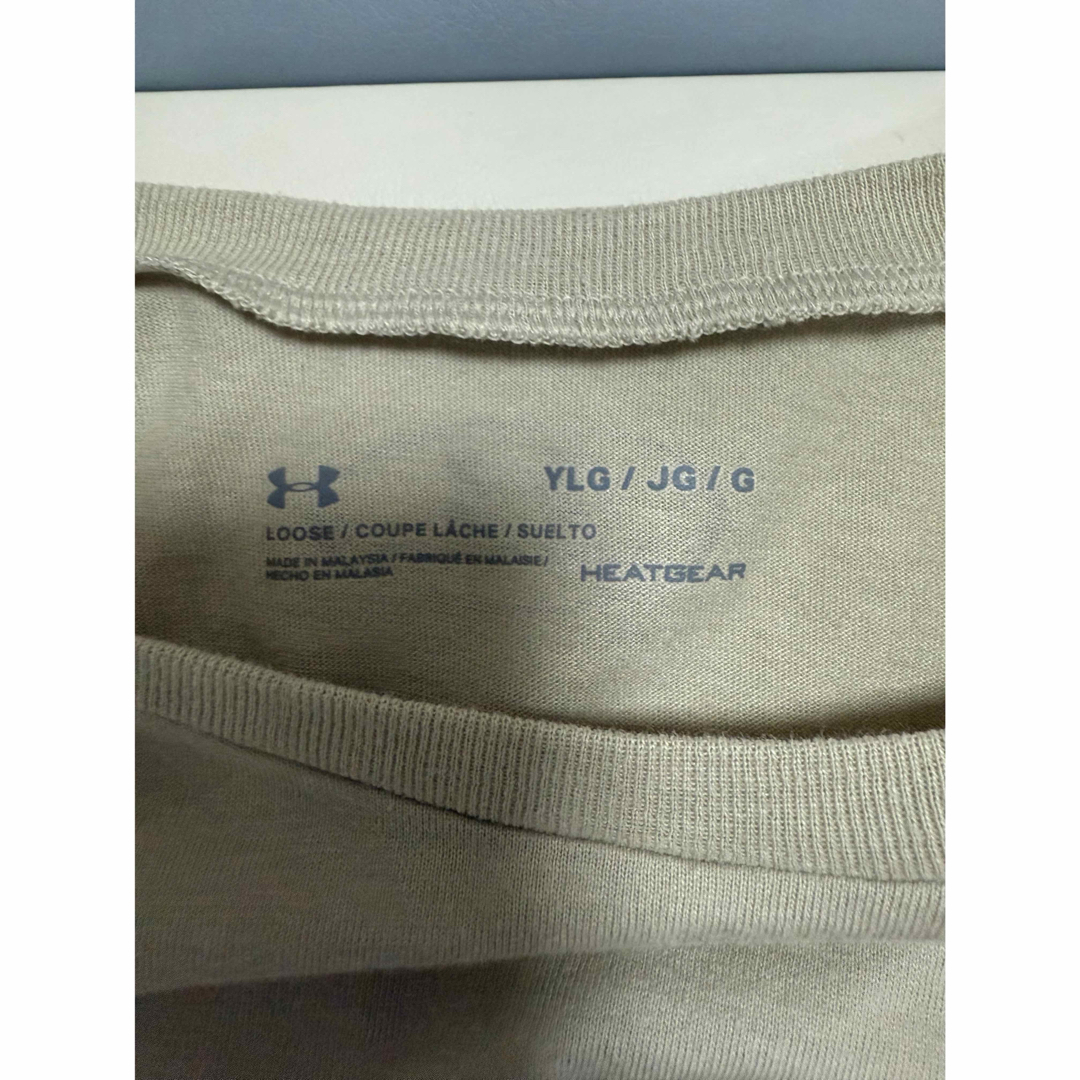 YLG / JG / G
LOOSE / COUPE LÂCHE / SUELTO
MADE IN MALAYSIA / FABRIQUÉ EN MALAISIE /
HECHO EN MALASIA
HEATGEAR